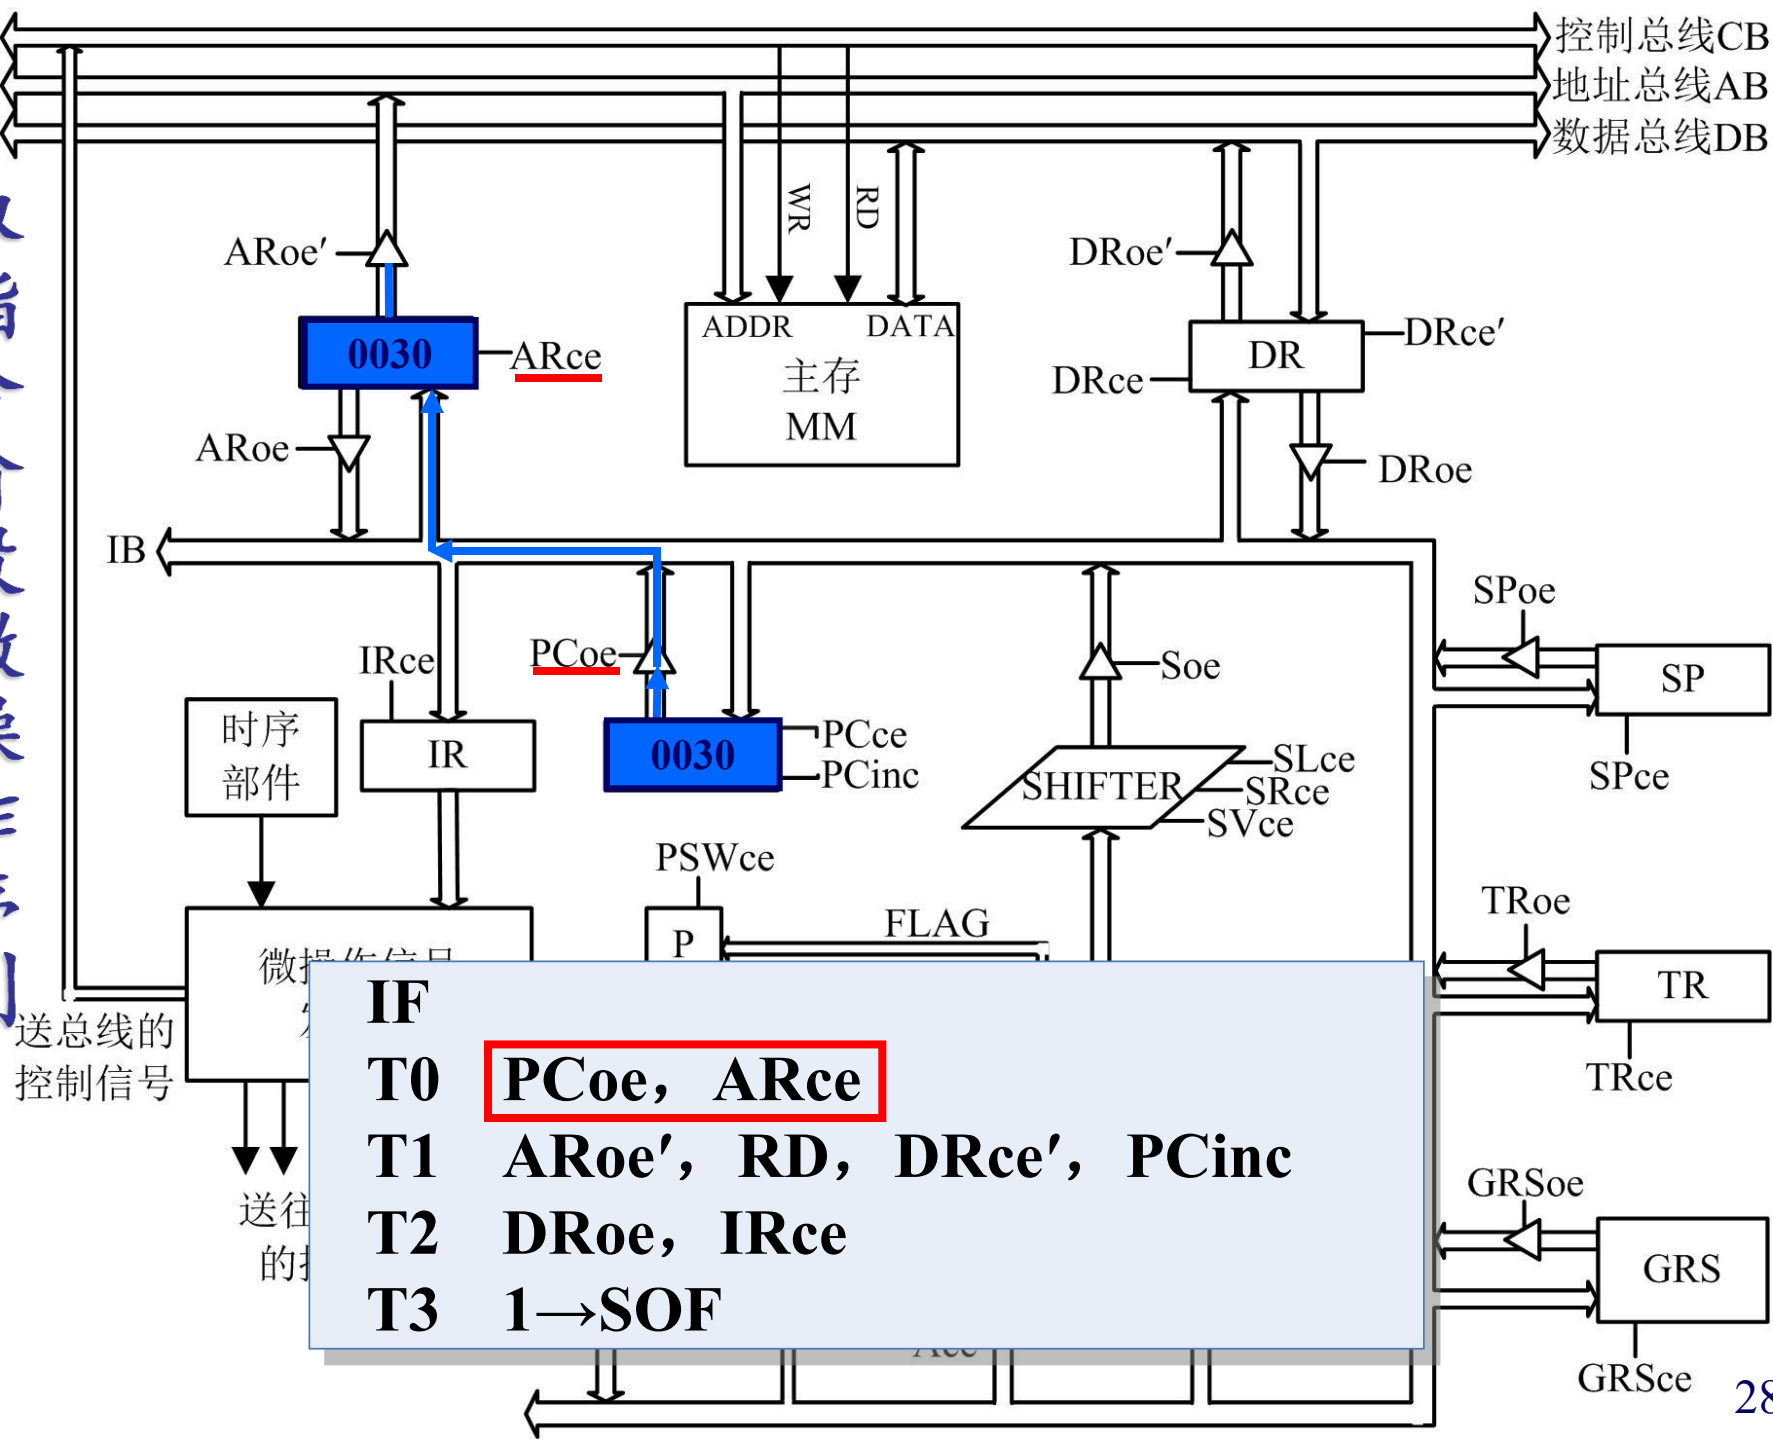 控制总线CB
地址总线AB
数据总线DB
WR
RD
ARoe′
DRoe′
ADDR
DATA
主存
MM
0030
ARce
DR
DRce′
DRce
ARoe
DRoe
IB
SPoe
IRce
PCoe
Soe
SP
时序
部件
IR
0030
PCce
PCinc
SHIFTER
SLce
SRce
SVce
SPce
PSWce
P
FLAG
TRoe
TR
TRce
送总线的
控制信号
IF
T0 PCoe，ARce
T1 ARoe′，RD，DRce′，PCinc
T2 DRoe，IRce
T3 1→SOF
送往
的
GRSoe
GRS
GRSce
28